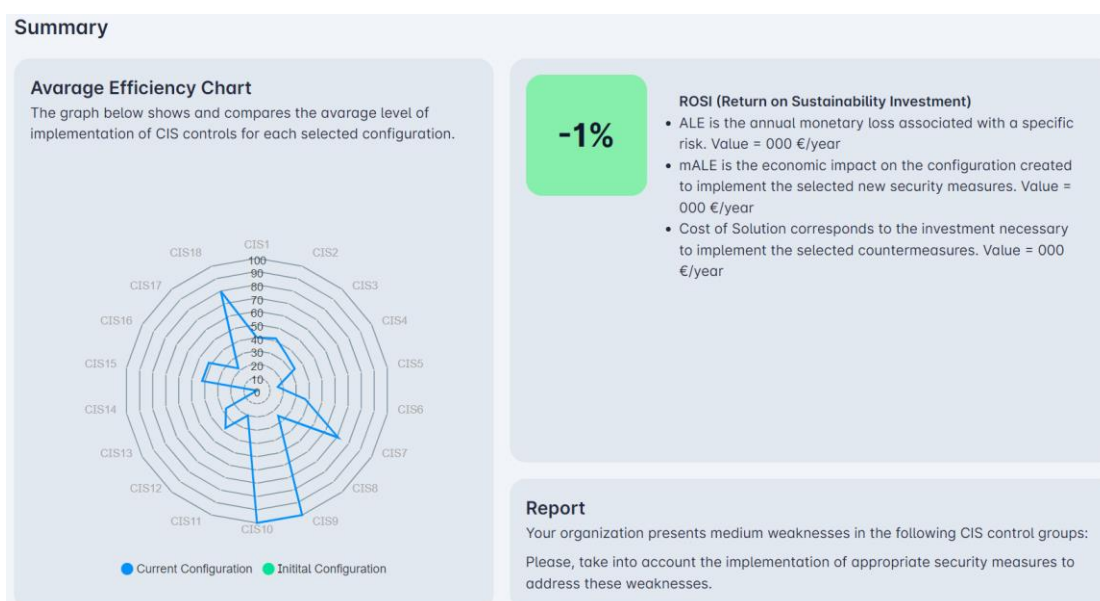 Summary
Avarage Efficiency Chart
The graph below shows and compares the avarage level of
implementation of CIS controls for each selected configuration.
CIS1
CIS2
CIS3
CIS4
CIS5
CIS6
CIS7
CIS8
CIS9
CIS10
CIS11
CIS12
CIS13
CIS14
CIS15
CIS16
CIS17
CIS18
100
90
80
70
60
50
40
30
20
10
0
Current Configuration
Initital Configuration
-1%
ROSI (Return on Sustainability Investment)
• ALE is the annual monetary loss associated with a specific
risk. Value = 000 €/year
• mALE is the economic impact on the configuration created
to implement the selected new security measures. Value =
000 €/year
• Cost of Solution corresponds to the investment necessary
to implement the selected countermeasures. Value = 000
€/year
Report
Your organization presents medium weaknesses in the following CIS control groups:
Please, take into account the implementation of appropriate security measures to
address these weaknesses.